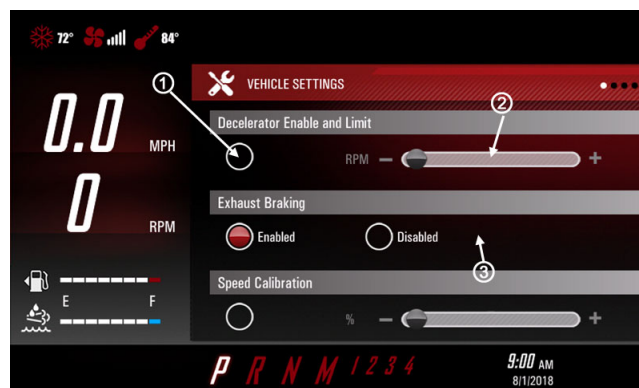 72° 84°
VEHICLE SETTINGS
1
2
Decelerator Enable and Limit
0.0 MPH
RPM − +
Exhaust Braking
0 RPM
Enabled Disabled
3
Speed Calibration
E F
% − +
P R N M 1 2 3 4
9:00 AM
8/1/2018